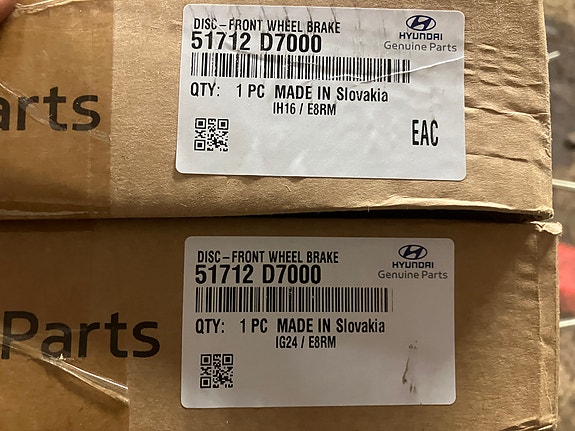 DISC-FRONT WHEEL BRAKE
51712 D7000
HYUNDAI
Genuine Parts
QTY: 1 PC MADE IN Slovakia
IH16 / E8RM
EAC
arts
DISC-FRONT WHEEL BRAKE
51712 D7000
HYUNDAI
Genuine Parts
QTY: 1 PC MADE IN Slovakia
IG24 / E8RM
Parts